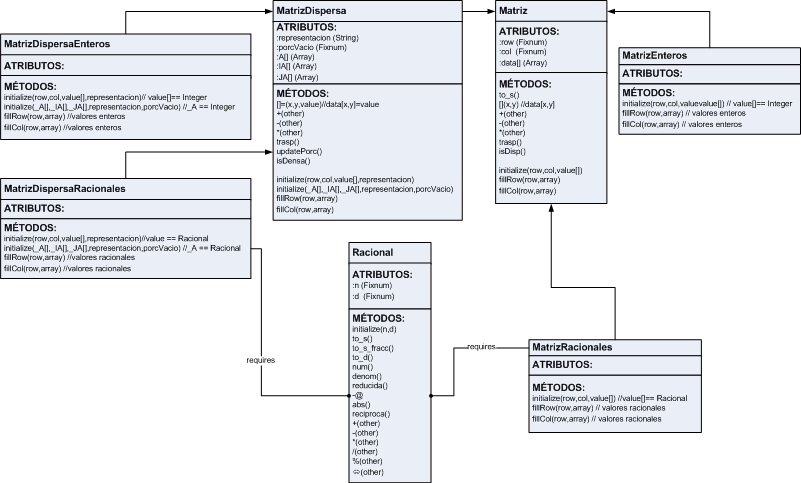 MatrizDispersaEnteros
ATRIBUTOS:
MÉTODOS:
initialize(row,col,value[],representacion)// value[]== Integer
initialize(_A[],_IA[],_JA[],representacion,porcVacio) //_A == Integer
fillRow(row,array) //valores enteros
fillCol(row,array) //valores enteros
MatrizDispersa
ATRIBUTOS:
:representacion (String)
:porcVacio (Fixnum)
:A[] (Array)
:IA[] (Array)
:JA[] (Array)
MÉTODOS:
[]=(x,y,value)//data[x,y]=value
+(other)
-(other)
*(other)
trasp()
updatePorc()
isDensa()
initialize(row,col,value[],representacion)
initialize(_A[],_IA[],_JA[],representacion,porcVacio)
fillRow(row,array)
fillCol(row,array)
Matriz
ATRIBUTOS:
:row (Fixnum)
:col (Fixnum)
:data[] (Array)
MÉTODOS:
to_s()
[](x,y) //data[x,y]
+(other)
-(other)
*(other)
trasp()
isDisp()
initialize(row,col,value[])
fillRow(row,array)
fillCol(row,array)
MatrizEnteros
ATRIBUTOS:
MÉTODOS:
initialize(row,col,valuevalue[]) // value[]== Integer
fillRow(row,array) // valores enteros
fillCol(row,array) // valores enteros
MatrizDispersaRacionales
ATRIBUTOS:
MÉTODOS:
initialize(row,col,value[],representacion)//value == Racional
initialize(_A[],_IA[],_JA[],representacion,porcVacio) //_A == Racional
fillRow(row,array) //valores racionales
fillCol(row,array) //valores racionales
requires
Racional
ATRIBUTOS:
:n (Fixnum)
:d (Fixnum)
MÉTODOS:
initialize(n,d)
to_s()
to_s_fracc()
to_d()
num()
denom()
reducida()
-@
abs()
reciproca()
+(other)
-(other)
*(other)
/(other)
%(other)
⇔(other)
requires
MatrizRacionales
ATRIBUTOS:
MÉTODOS:
initialize(row,col,value[]) //value[]== Racional
fillRow(row,array) // valores racionales
fillCol(row,array) // valores racionales